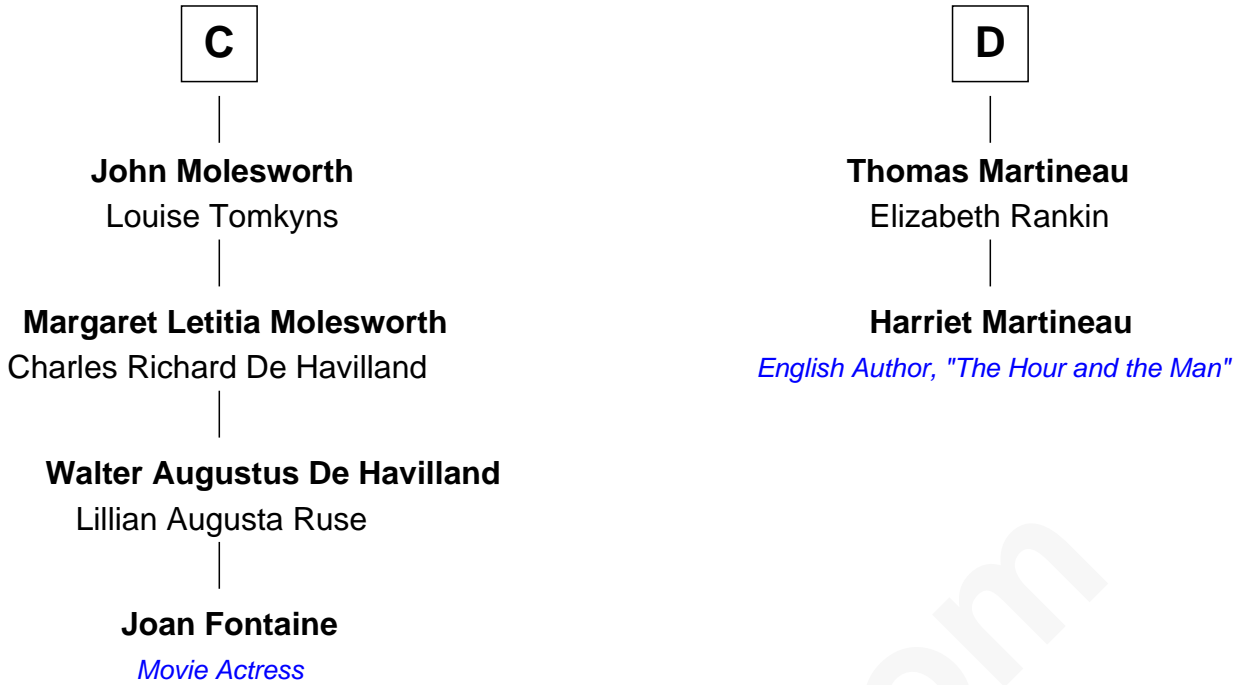 C
John Molesworth
Louise Tomkyns
Margaret Letitia Molesworth
Charles Richard De Havilland
Walter Augustus De Havilland
Lillian Augusta Ruse
Joan Fontaine
Movie Actress
D
Thomas Martineau
Elizabeth Rankin
Harriet Martineau
English Author, "The Hour and the Man"
om